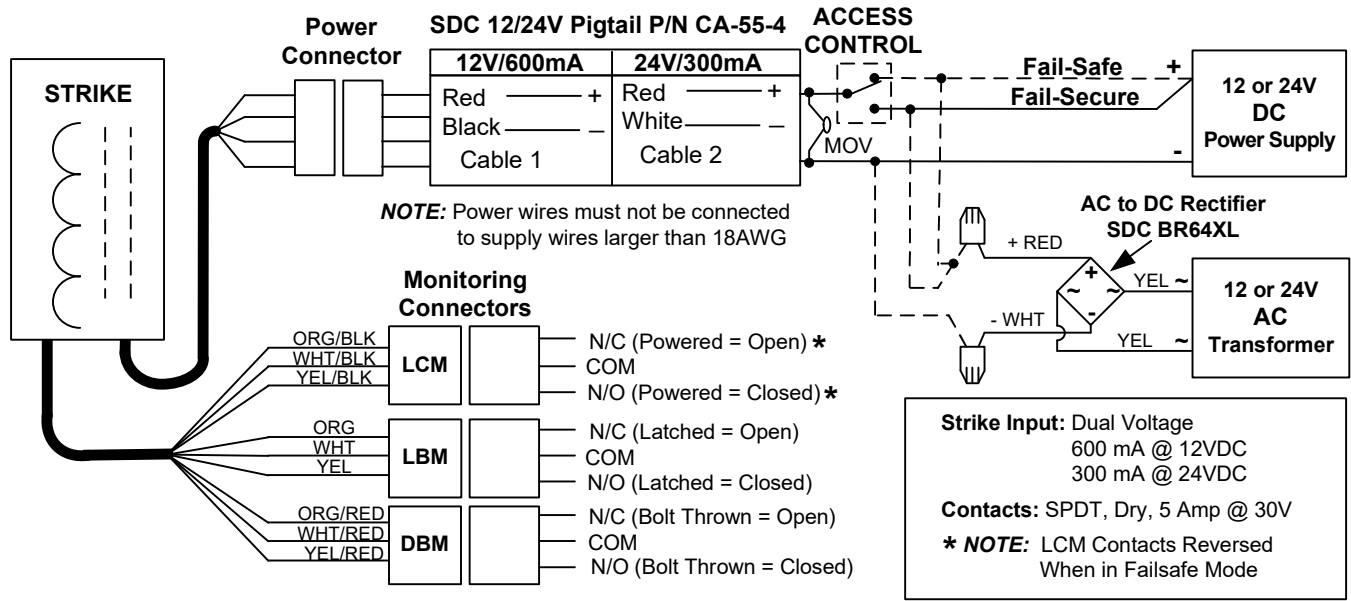 Power
Connector
SDC 12/24V Pigtail P/N CA-55-4
ACCESS
CONTROL
STRIKE
12V/600mA
24V/300mA
Red +
Black –
Cable 1
Red +
White –
Cable 2
MOV
Fail-Safe +
Fail-Secure
-
12 or 24V
DC
Power Supply
NOTE: Power wires must not be connected
to supply wires larger than 18AWG
AC to DC Rectifier
SDC BR64XL
+ RED
- WHT
+
~ ~
-
YEL ~
YEL ~
12 or 24V
AC
Transformer
Monitoring
Connectors
ORG/BLK
WHT/BLK
YEL/BLK
LCM
N/C (Powered = Open) *
COM
N/O (Powered = Closed) *
ORG
WHT
YEL
LBM
N/C (Latched = Open)
COM
N/O (Latched = Closed)
ORG/RED
WHT/RED
YEL/RED
DBM
N/C (Bolt Thrown = Open)
COM
N/O (Bolt Thrown = Closed)
Strike Input: Dual Voltage
600 mA @ 12VDC
300 mA @ 24VDC
Contacts: SPDT, Dry, 5 Amp @ 30V
* NOTE: LCM Contacts Reversed
When in Failsafe Mode